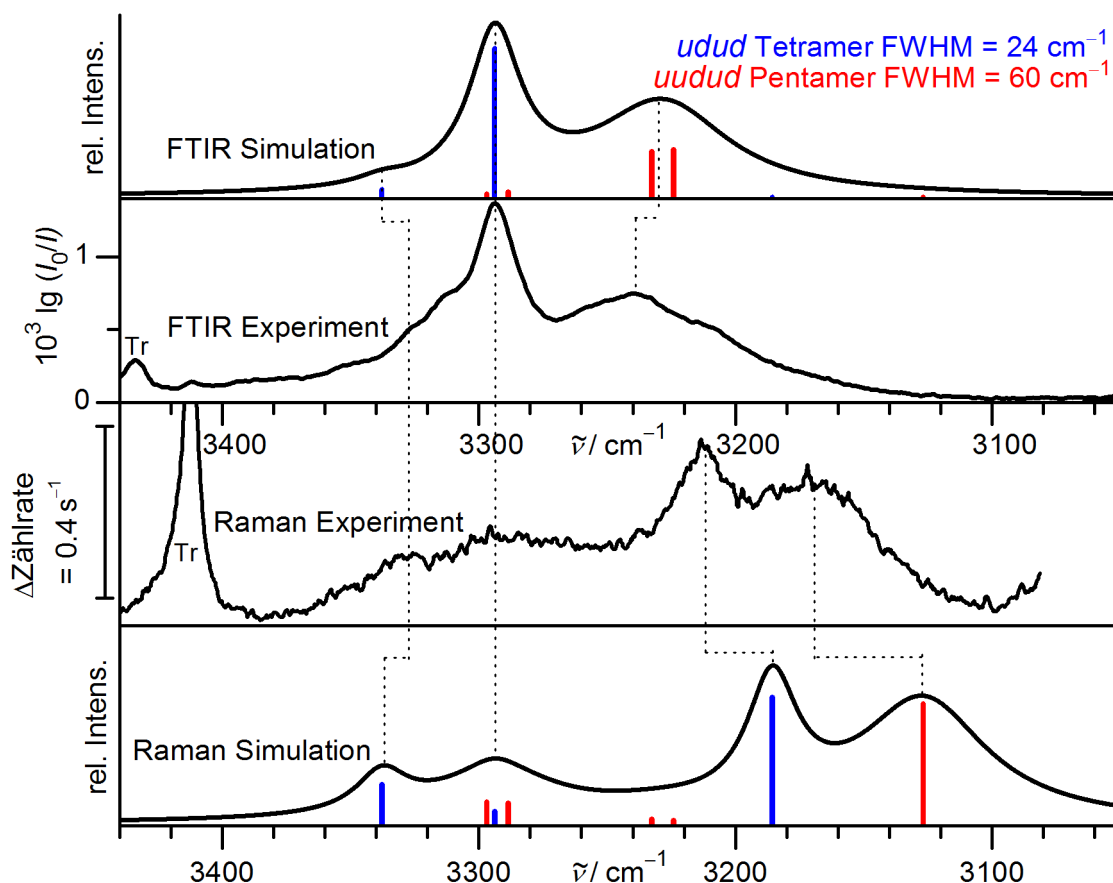 udud Tetramer FWHM = 24 cm⁻¹
uudud Pentamer FWHM = 60 cm⁻¹
rel. Intens.
FTIR Simulation
10³ lg (I₀/I)
1
0
FTIR Experiment
Tr
3400 3300 ṽ/ cm⁻¹ 3200 3100
ΔZählrate
= 0.4 s⁻¹
Raman Experiment
Tr
rel. Intens.
Raman Simulation
3400 3300 ṽ/ cm⁻¹ 3200 3100